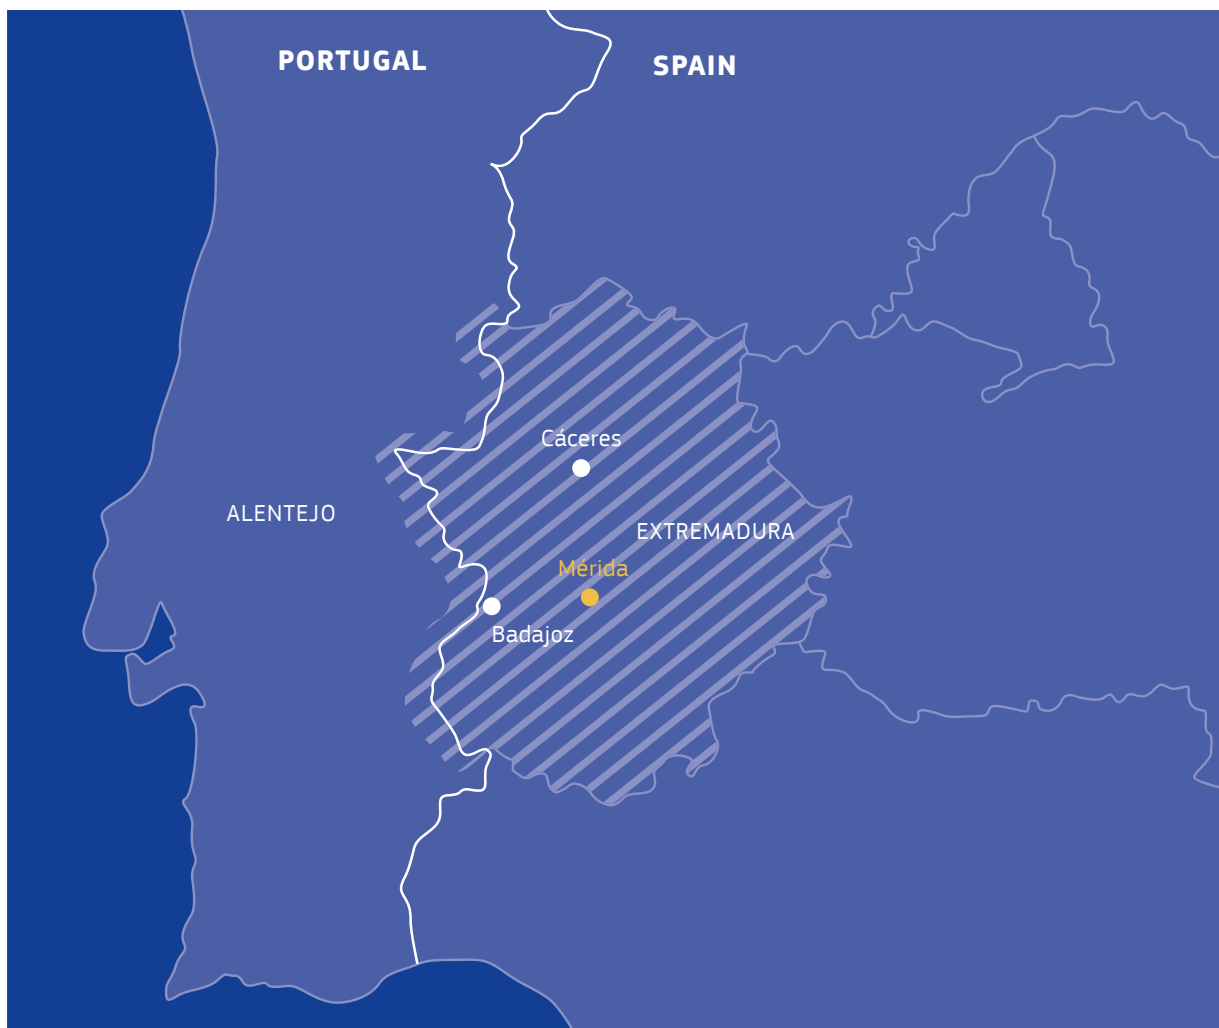 PORTUGAL
SPAIN
Cáceres
ALENTEJO
EXTREMADURA
Mérida
Badajoz